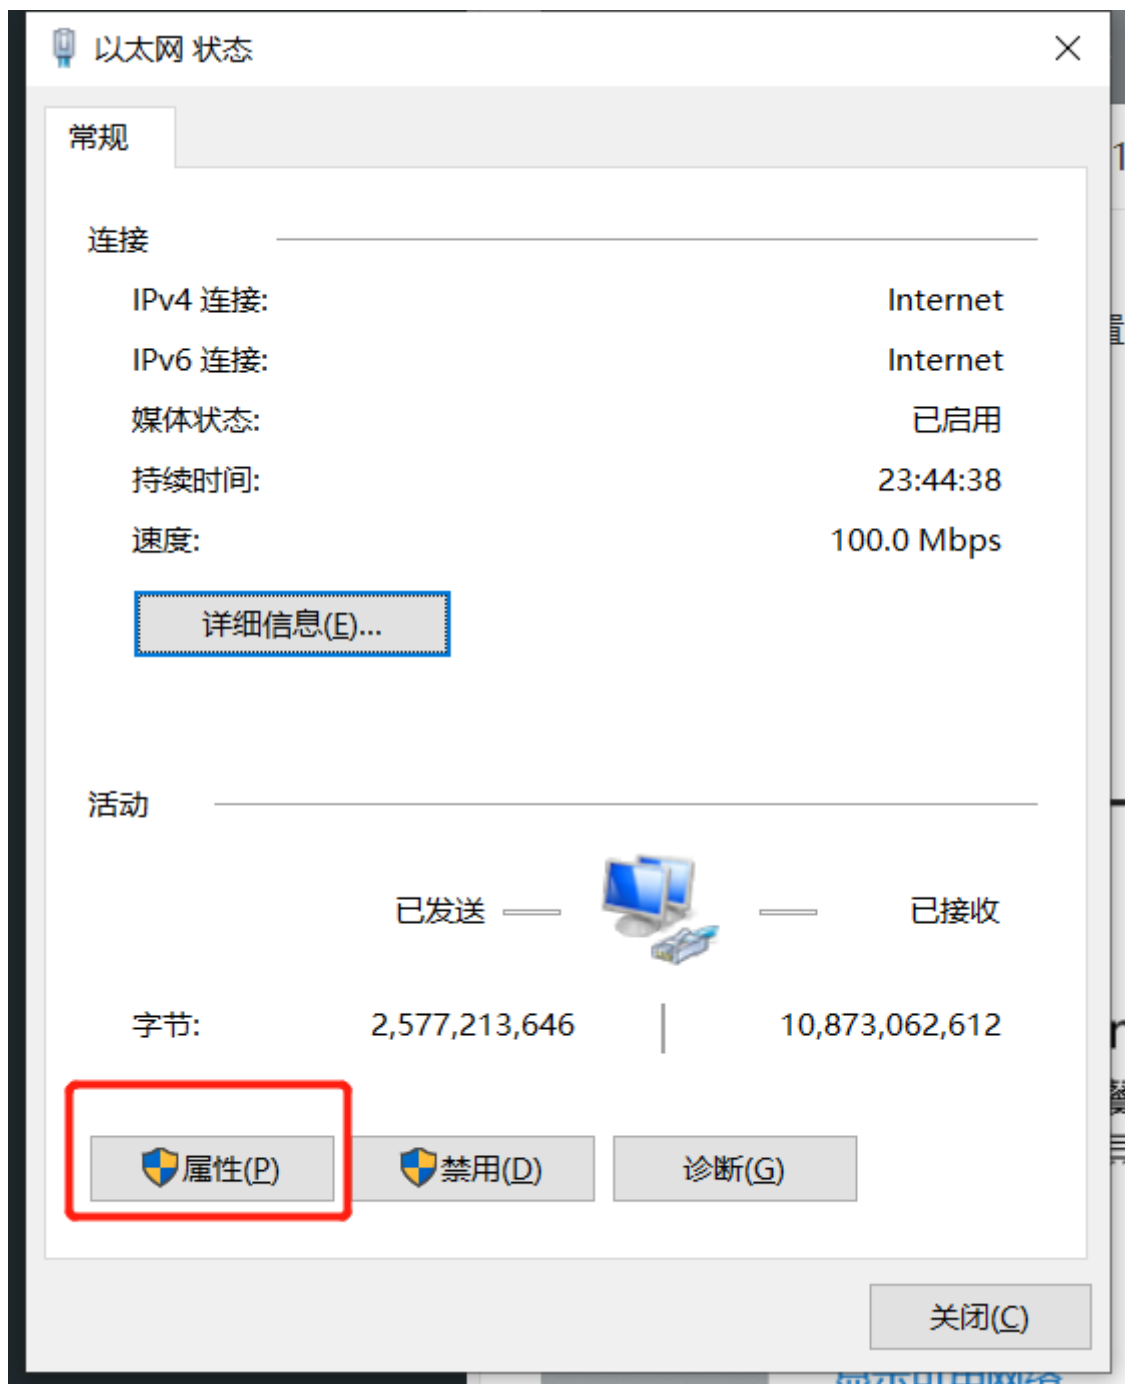 以太网 状态
常规
连接
IPv4 连接: Internet
IPv6 连接: Internet
媒体状态: 已启用
持续时间: 23:44:38
速度: 100.0 Mbps
详细信息(E)...
活动
已发送 已接收
字节: 2,577,213,646 10,873,062,612
属性(P) 禁用(D) 诊断(G)
关闭(C)